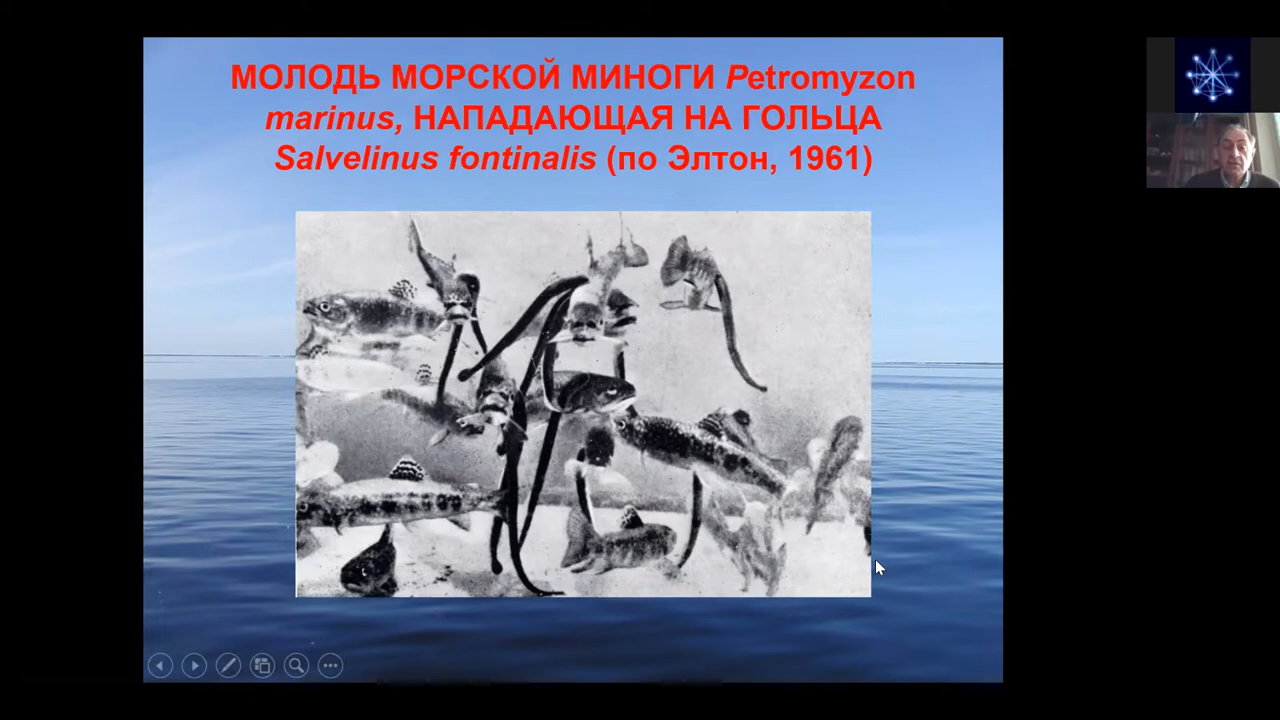 МОЛОДЬ МОРСКОЙ МИНОГИ Petromyzon
marinus, НАПАДАЮЩАЯ НА ГОЛЬЦА
Salvelinus fontinalis (по Элтон, 1961)